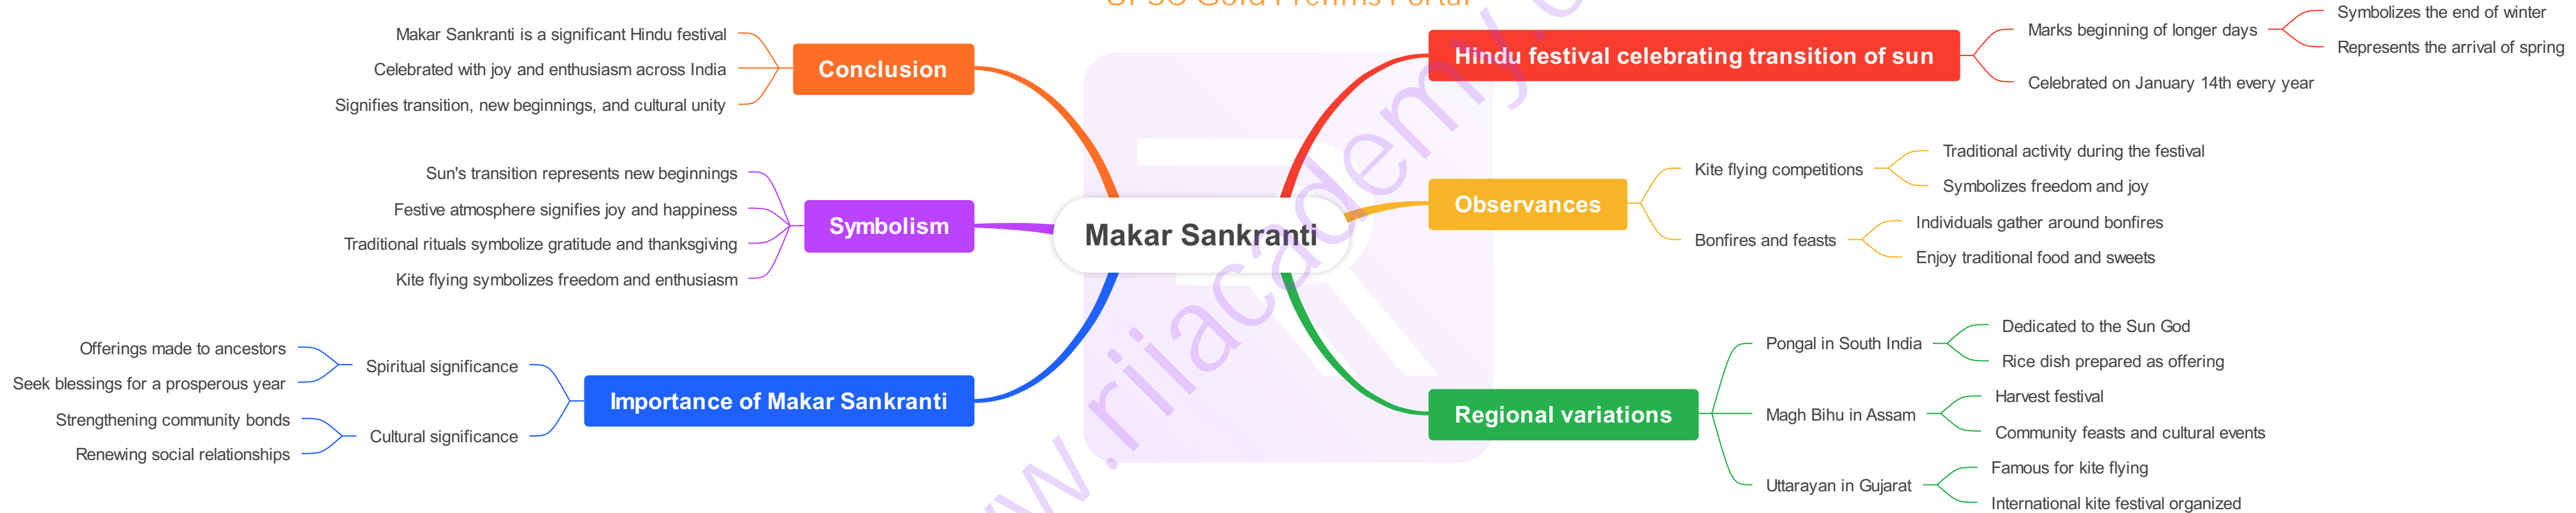 UPSC Gold Prelims Portal
Makar Sankranti
Hindu festival celebrating transition of sun
Marks beginning of longer days
Symbolizes the end of winter
Represents the arrival of spring
Celebrated on January 14th every year
Observances
Kite flying competitions
Traditional activity during the festival
Symbolizes freedom and joy
Bonfires and feasts
Individuals gather around bonfires
Enjoy traditional food and sweets
Regional variations
Pongal in South India
Dedicated to the Sun God
Rice dish prepared as offering
Magh Bihu in Assam
Harvest festival
Community feasts and cultural events
Uttarayan in Gujarat
Famous for kite flying
International kite festival organized
Conclusion
Makar Sankranti is a significant Hindu festival
Celebrated with joy and enthusiasm across India
Signifies transition, new beginnings, and cultural unity
Symbolism
Sun's transition represents new beginnings
Festive atmosphere signifies joy and happiness
Traditional rituals symbolize gratitude and thanksgiving
Kite flying symbolizes freedom and enthusiasm
Importance of Makar Sankranti
Spiritual significance
Offerings made to ancestors
Seek blessings for a prosperous year
Cultural significance
Strengthening community bonds
Renewing social relationships